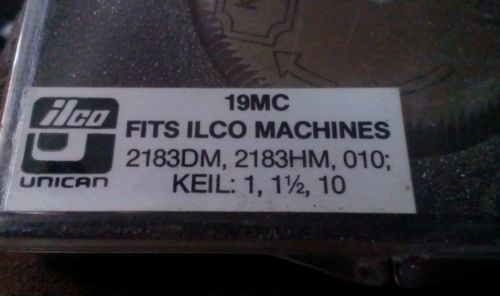 19MC
FITS ILCO MACHINES
2183DM, 2183HM, 010;
KEIL: 1, 1½, 10
ilco
UNICAN